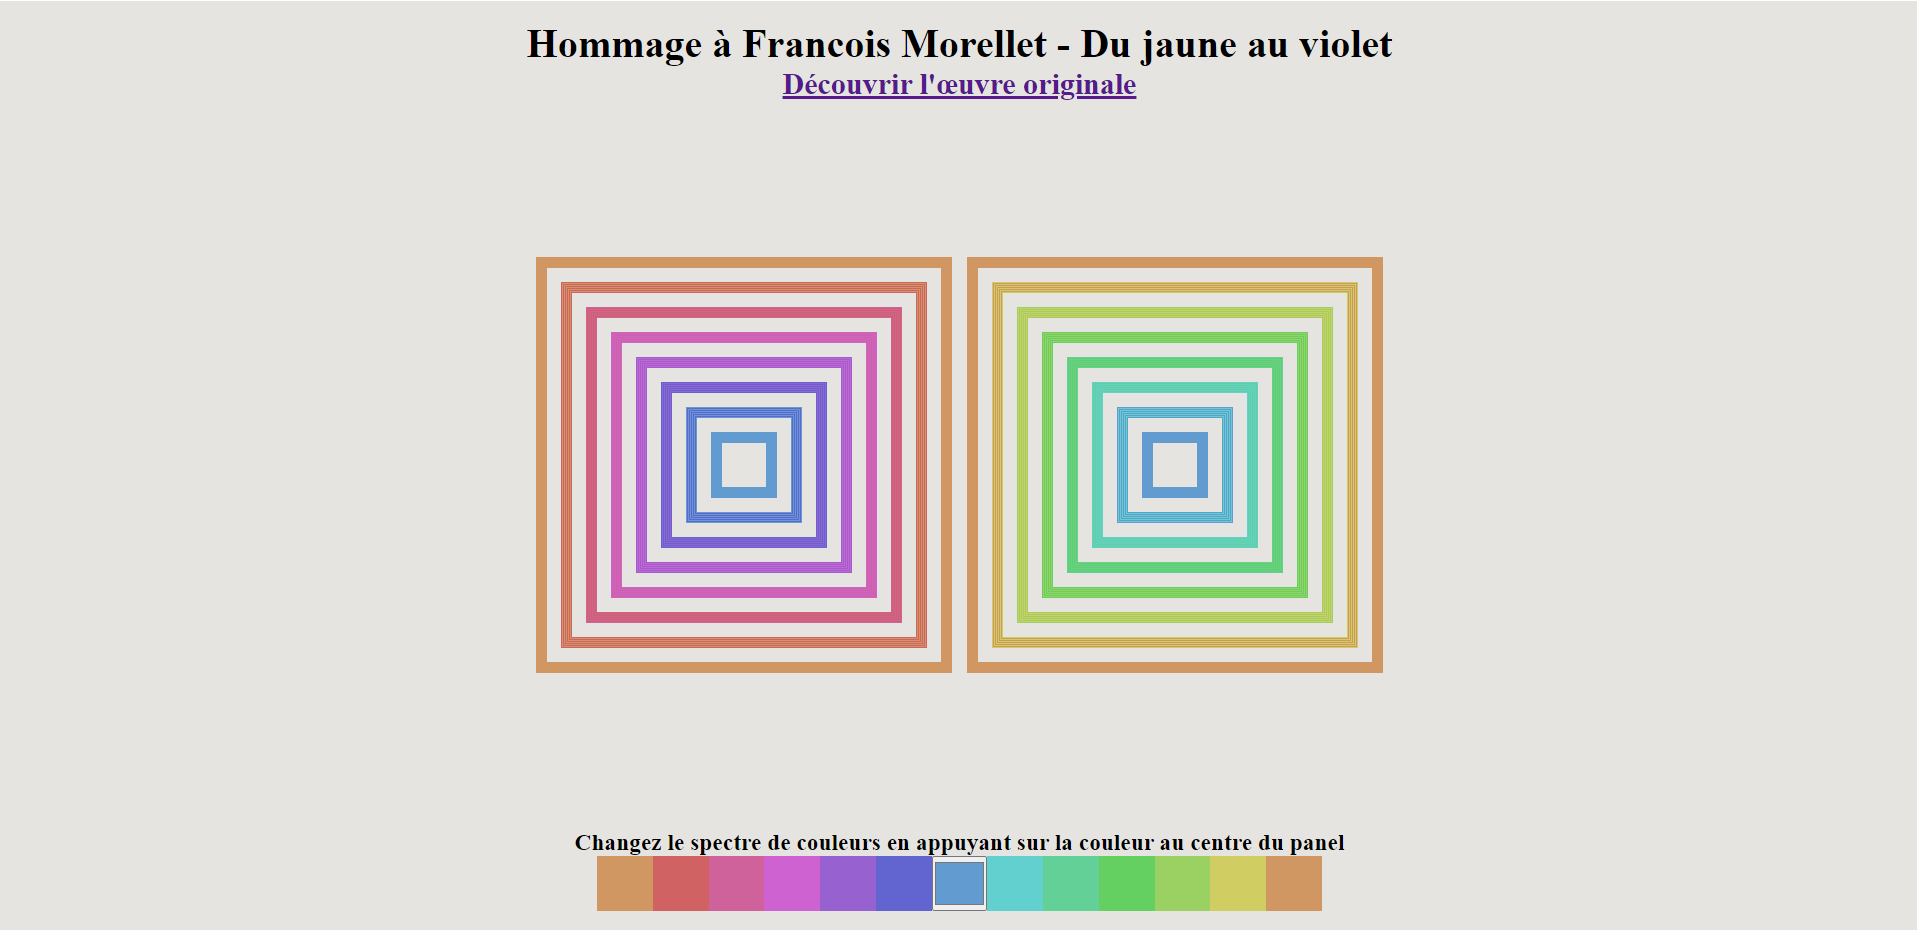 Hommage à Francois Morellet - Du jaune au violet
Découvrir l'œuvre originale
Changez le spectre de couleurs en appuyant sur la couleur au centre du panel